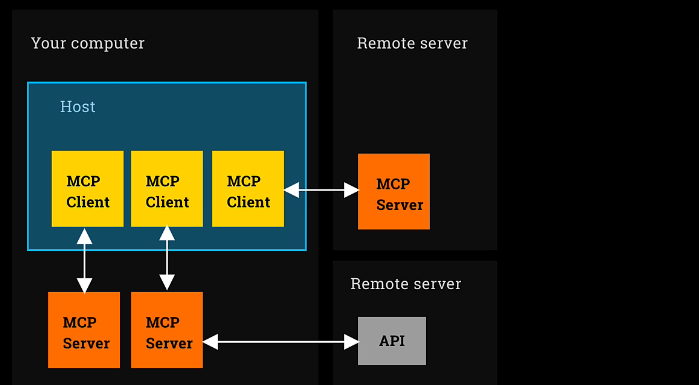 Your computer
Remote server
Host
MCP
Client
MCP
Client
MCP
Client
MCP
Server
Remote server
MCP
Server
MCP
Server
API